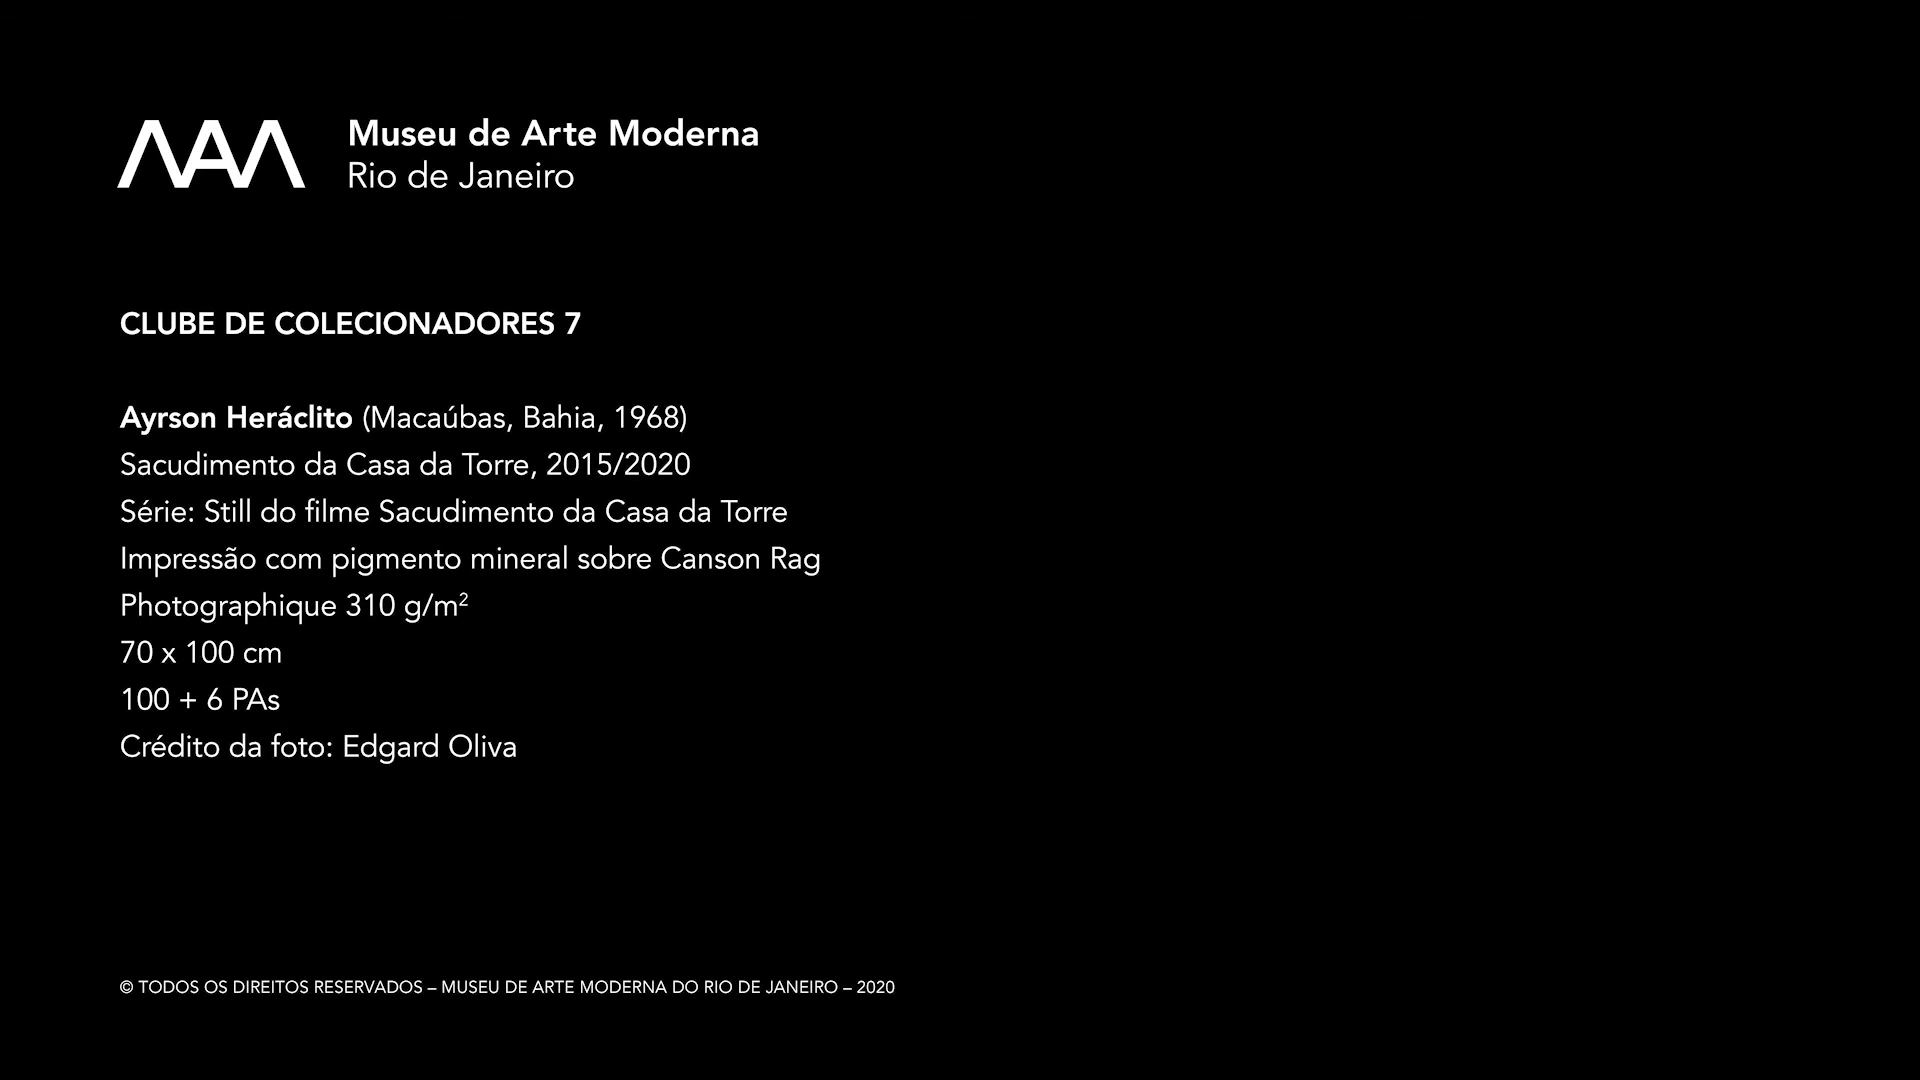 MAM
Museu de Arte Moderna
Rio de Janeiro
CLUBE DE COLECIONADORES 7
Ayrson Heráclito (Macaúbas, Bahia, 1968)
Sacudimento da Casa da Torre, 2015/2020
Série: Still do filme Sacudimento da Casa da Torre
Impressão com pigmento mineral sobre Canson Rag
Photographique 310 g/m²
70 x 100 cm
100 + 6 PAs
Crédito da foto: Edgard Oliva
© TODOS OS DIREITOS RESERVADOS – MUSEU DE ARTE MODERNA DO RIO DE JANEIRO – 2020